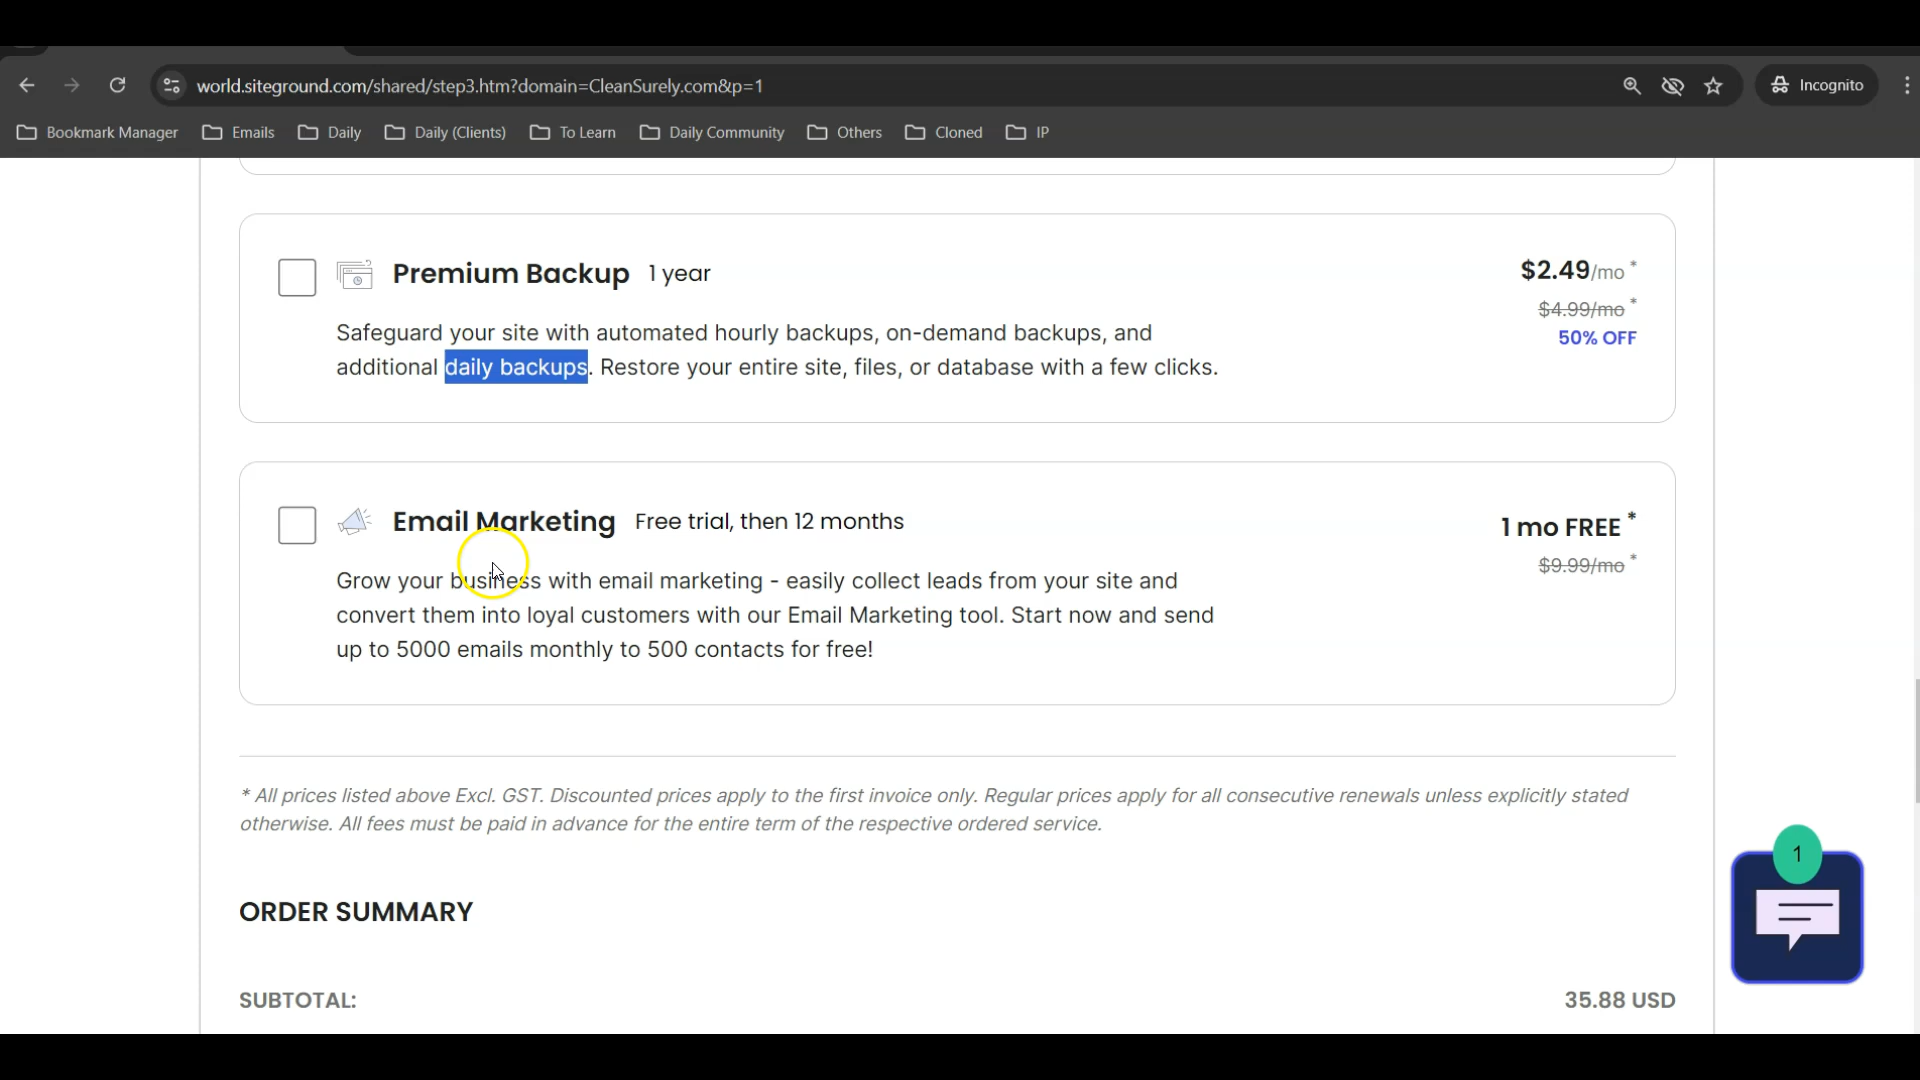 world.siteground.com/shared/step3.htm?domain=CleanSurely.com&p=1
Incognito
Bookmark Manager
Emails
Daily
Daily (Clients)
To Learn
Daily Community
Others
Cloned
IP
Premium Backup 1 year
$2.49/mo *
$4.99/mo *
50% OFF
Safeguard your site with automated hourly backups, on-demand backups, and
additional daily backups. Restore your entire site, files, or database with a few clicks.
Email Marketing Free trial, then 12 months
1 mo FREE *
$9.99/mo *
Grow your business with email marketing - easily collect leads from your site and
convert them into loyal customers with our Email Marketing tool. Start now and send
up to 5000 emails monthly to 500 contacts for free!
* All prices listed above Excl. GST. Discounted prices apply to the first invoice only. Regular prices apply for all consecutive renewals unless explicitly stated
otherwise. All fees must be paid in advance for the entire term of the respective ordered service.
1
ORDER SUMMARY
SUBTOTAL: 35.88 USD